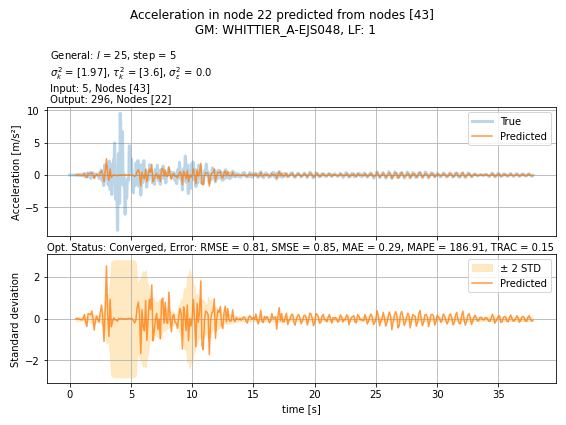 Acceleration in node 22 predicted from nodes [43]
GM: WHITTIER_A-EJS048, LF: 1
General: l = 25, step = 5
σ²ₖ = [1.97], τ²ₖ = [3.6], σ²ₑ = 0.0
Input: 5, Nodes [43]
Output: 296, Nodes [22]
10
5
0
−5
Acceleration [m/s²]
True
Predicted
Opt. Status: Converged, Error: RMSE = 0.81, SMSE = 0.85, MAE = 0.29, MAPE = 186.91, TRAC = 0.15
2
0
−2
Standard deviation
± 2 STD
Predicted
0 5 10 15 20 25 30 35
time [s]